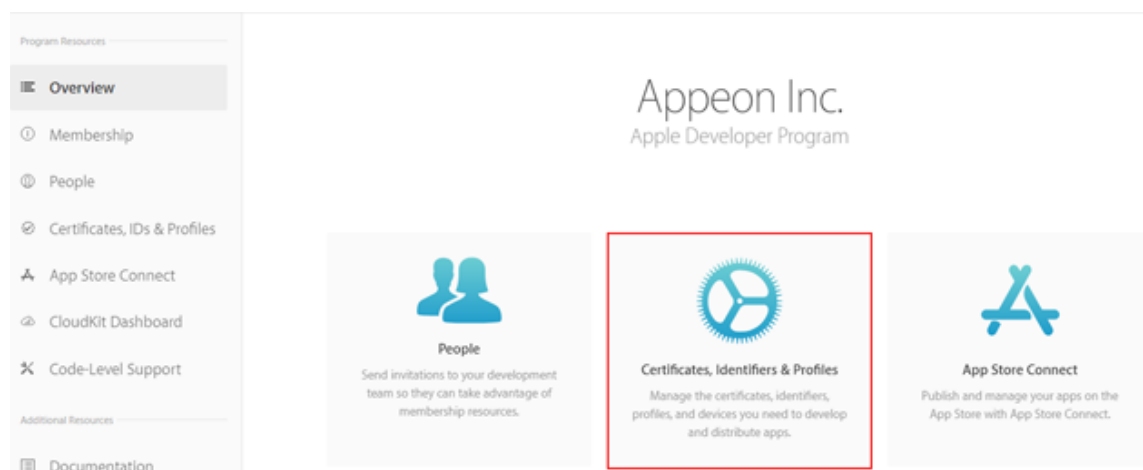 Program Resources
Overview
Membership
People
Certificates, IDs & Profiles
App Store Connect
CloudKit Dashboard
Code-Level Support
Additional Resources
Documentation
Appeon Inc.
Apple Developer Program
People
Send invitations to your development
team so they can take advantage of
membership resources.
Certificates, Identifiers & Profiles
Manage the certificates, identifiers,
profiles, and devices you need to develop
and distribute apps.
App Store Connect
Publish and manage your apps on the
App Store with App Store Connect.